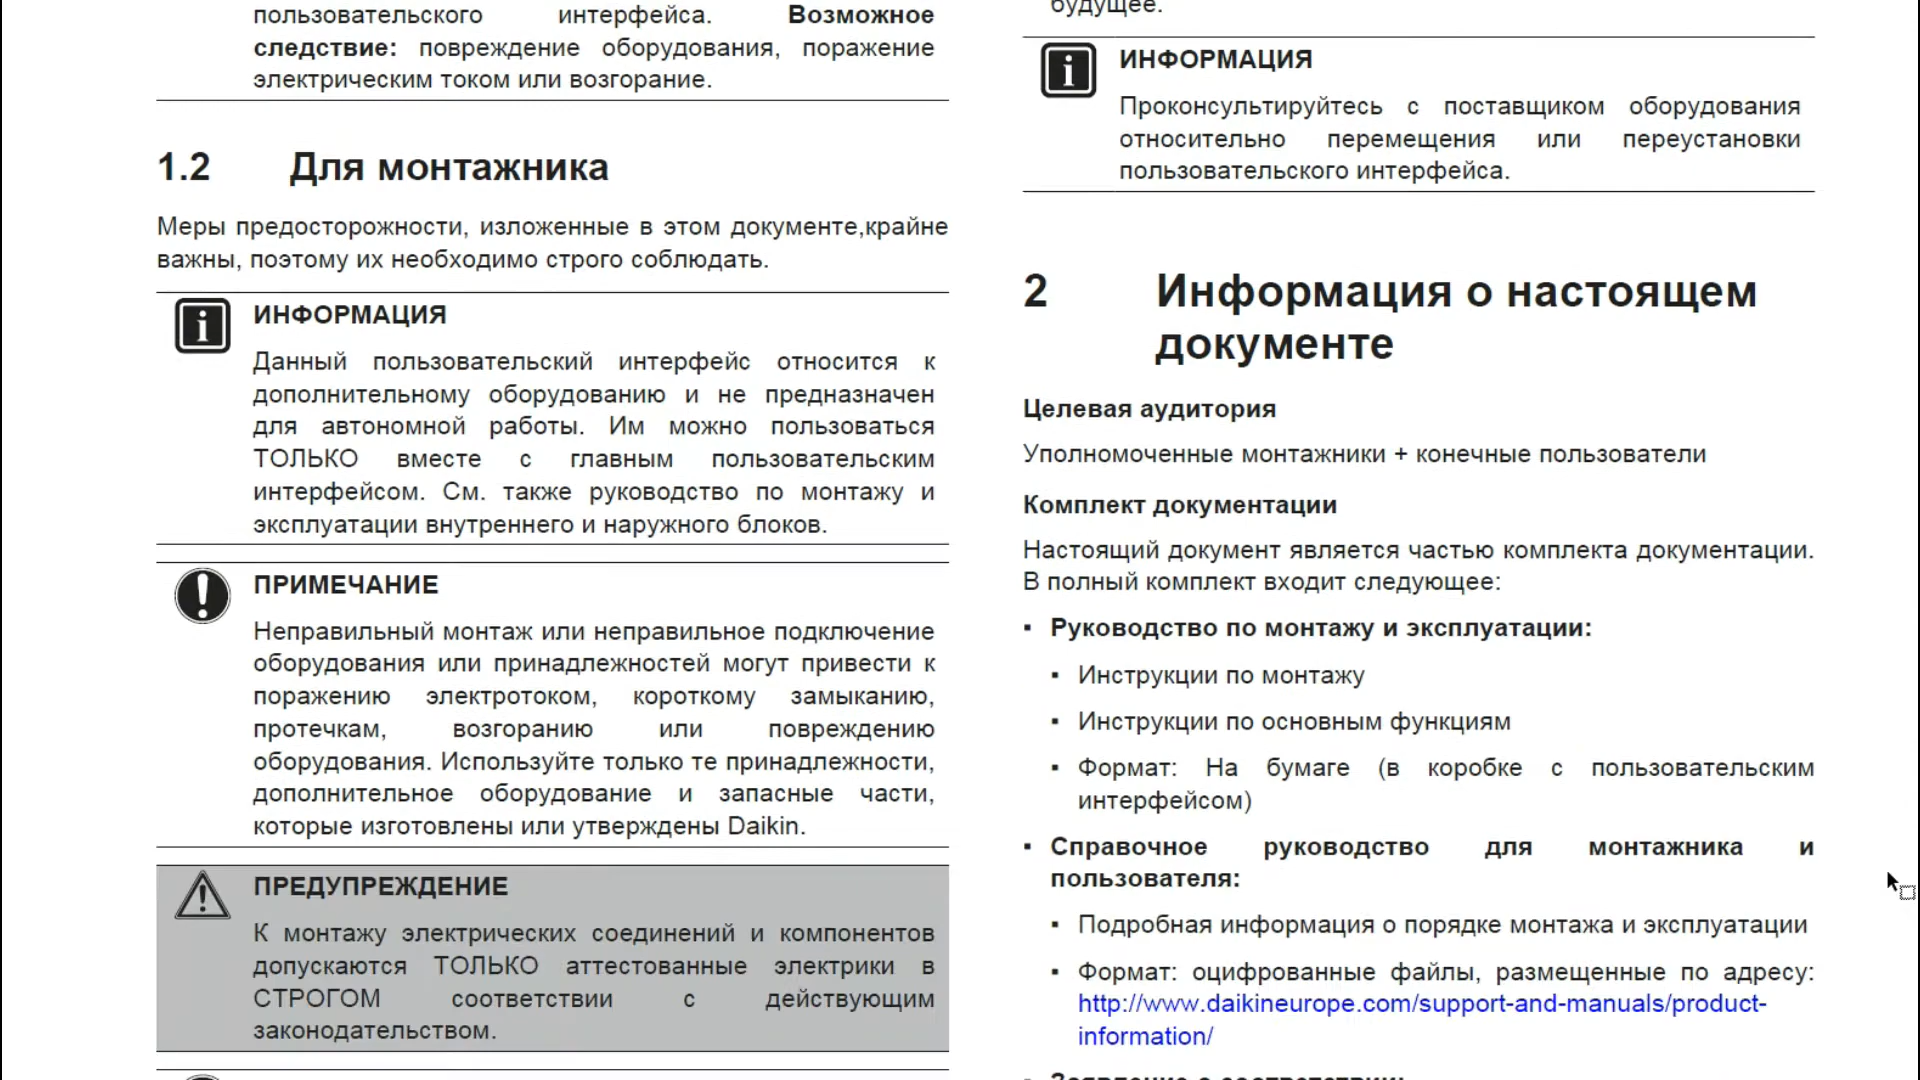 пользовательского интерфейса. Возможное
следствие: повреждение оборудования, поражение
электрическим током или возгорание.
1.2 Для монтажника
Меры предосторожности, изложенные в этом документе,крайне
важны, поэтому их необходимо строго соблюдать.
ИНФОРМАЦИЯ
Данный пользовательский интерфейс относится к
дополнительному оборудованию и не предназначен
для автономной работы. Им можно пользоваться
ТОЛЬКО вместе с главным пользовательским
интерфейсом. См. также руководство по монтажу и
эксплуатации внутреннего и наружного блоков.
ПРИМЕЧАНИЕ
Неправильный монтаж или неправильное подключение
оборудования или принадлежностей могут привести к
поражению электротоком, короткому замыканию,
протечкам, возгоранию или повреждению
оборудования. Используйте только те принадлежности,
дополнительное оборудование и запасные части,
которые изготовлены или утверждены Daikin.
ПРЕДУПРЕЖДЕНИЕ
К монтажу электрических соединений и компонентов
допускаются ТОЛЬКО аттестованные электрики в
СТРОГОМ соответствии с действующим
законодательством.
будущее.
ИНФОРМАЦИЯ
Проконсультируйтесь с поставщиком оборудования
относительно перемещения или переустановки
пользовательского интерфейса.
2 Информация о настоящем
документе
Целевая аудитория
Уполномоченные монтажники + конечные пользователи
Комплект документации
Настоящий документ является частью комплекта документации.
В полный комплект входит следующее:
▪ Руководство по монтажу и эксплуатации:
▪ Инструкции по монтажу
▪ Инструкции по основным функциям
▪ Формат: На бумаге (в коробке с пользовательским
интерфейсом)
▪ Справочное руководство для монтажника и
пользователя:
▪ Подробная информация о порядке монтажа и эксплуатации
▪ Формат: оцифрованные файлы, размещенные по адресу:
http://www.daikineurope.com/support-and-manuals/product-
information/
▪ Заявление о соответствии: